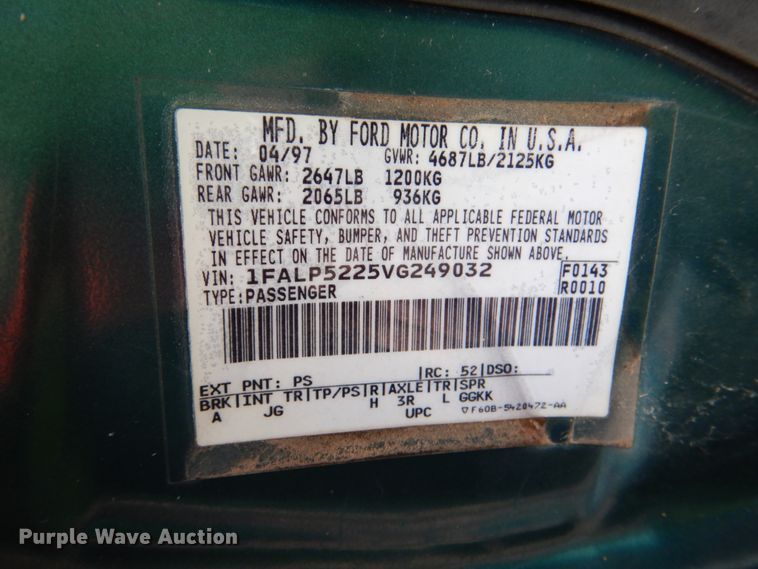 MFD. BY FORD MOTOR CO. IN U.S.A.
DATE: 04/97 GVWR: 4687LB/2125KG
FRONT GAWR: 2647LB 1200KG
REAR GAWR: 2065LB 936KG
THIS VEHICLE CONFORMS TO ALL APPLICABLE FEDERAL MOTOR
VEHICLE SAFETY, BUMPER, AND THEFT PREVENTION STANDARDS
IN EFFECT ON THE DATE OF MANUFACTURE SHOWN ABOVE.
VIN: 1FALP5225VG249032 F0143
TYPE: PASSENGER R0010
EXT PNT: PS RC: 52 DSO:
BRK INT TR TP/PS R AXLE TR SPR
A JG H 3R L GGKK
UPC ▽F60B-5420472-AA
Purple Wave Auction